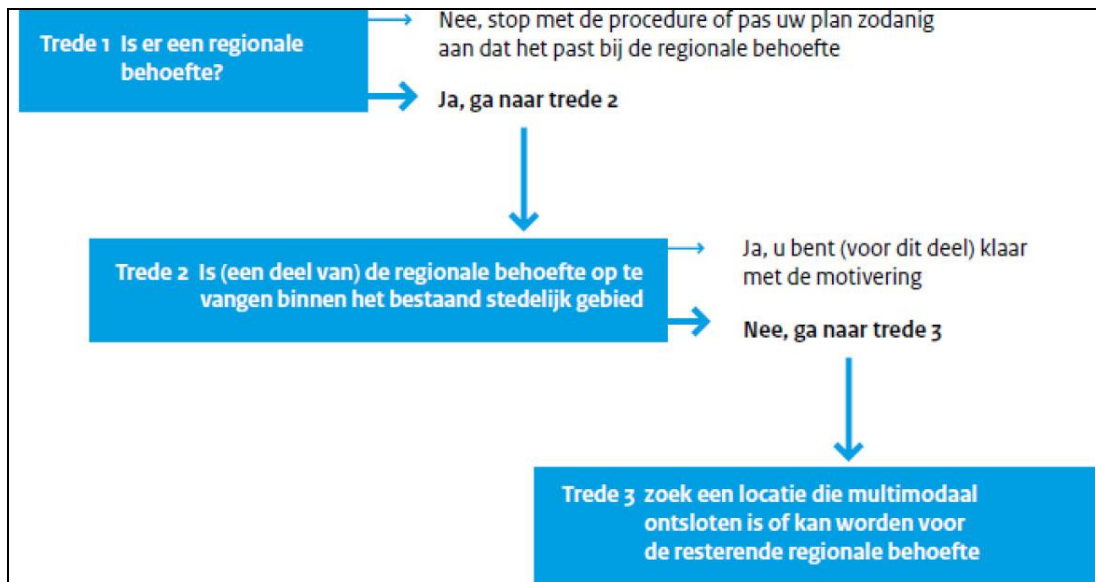 Trede 1 Is er een regionale
behoefte?
Nee, stop met de procedure of pas uw plan zodanig
aan dat het past bij de regionale behoefte
Ja, ga naar trede 2
Trede 2 Is (een deel van) de regionale behoefte op te
vangen binnen het bestaand stedelijk gebied
Ja, u bent (voor dit deel) klaar
met de motivering
Nee, ga naar trede 3
Trede 3 zoek een locatie die multimodaal
ontsloten is of kan worden voor
de resterende regionale behoefte